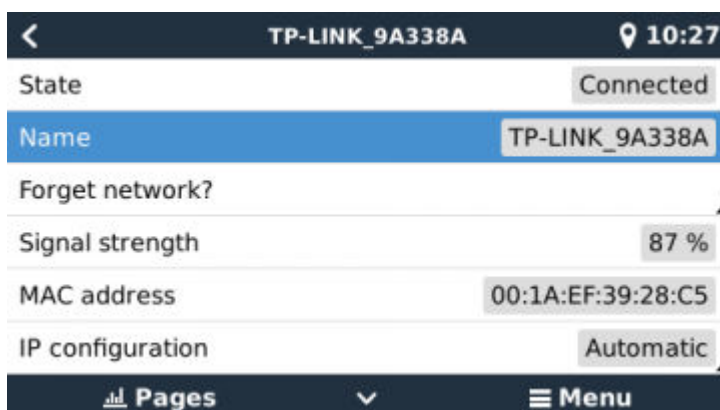 TP-LINK_9A338A 10:27
State Connected
Name TP-LINK_9A338A
Forget network?
Signal strength 87 %
MAC address 00:1A:EF:39:28:C5
IP configuration Automatic
Pages Menu